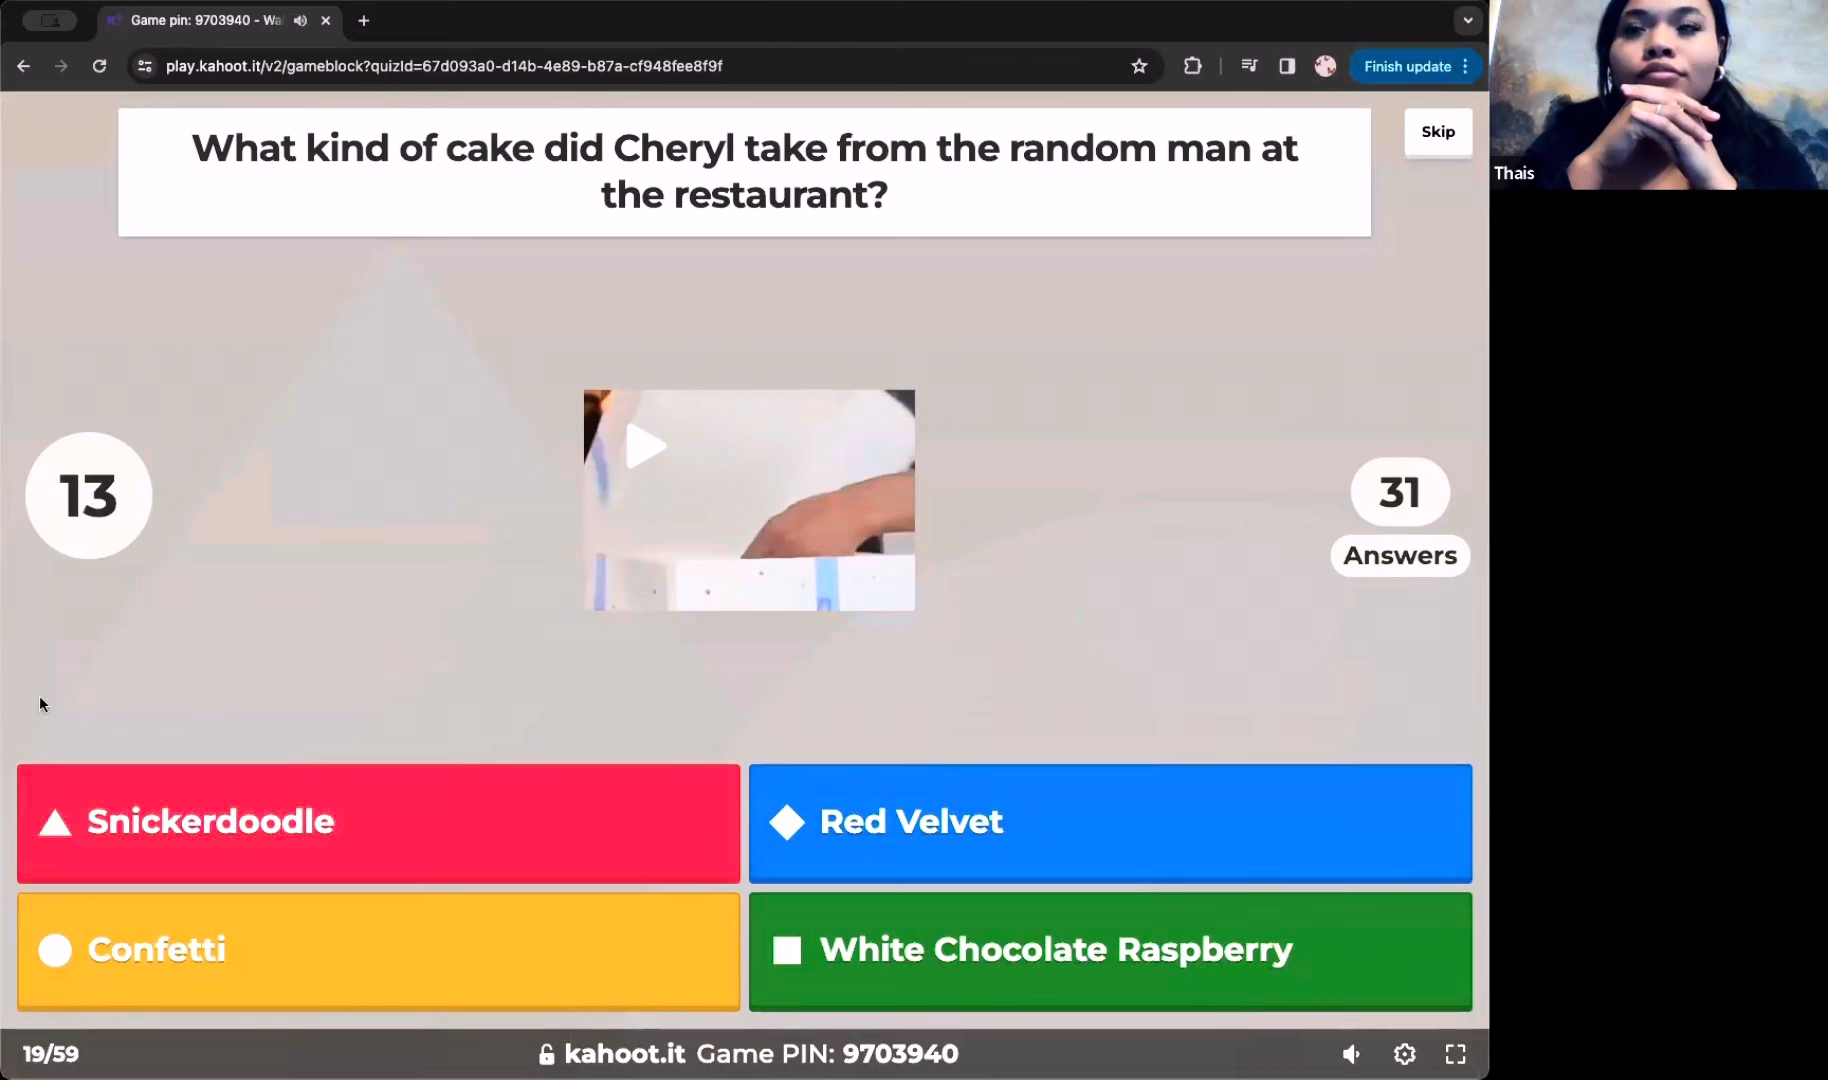 Game pin: 9703940 - Wa
play.kahoot.it/v2/gameblock?quizId=67d093a0-d14b-4e89-b87a-cf948fee8f9f
Finish update
What kind of cake did Cheryl take from the random man at
the restaurant?
Skip
Thais
13
31
Answers
Snickerdoodle
Red Velvet
Confetti
White Chocolate Raspberry
19/59
kahoot.it Game PIN: 9703940